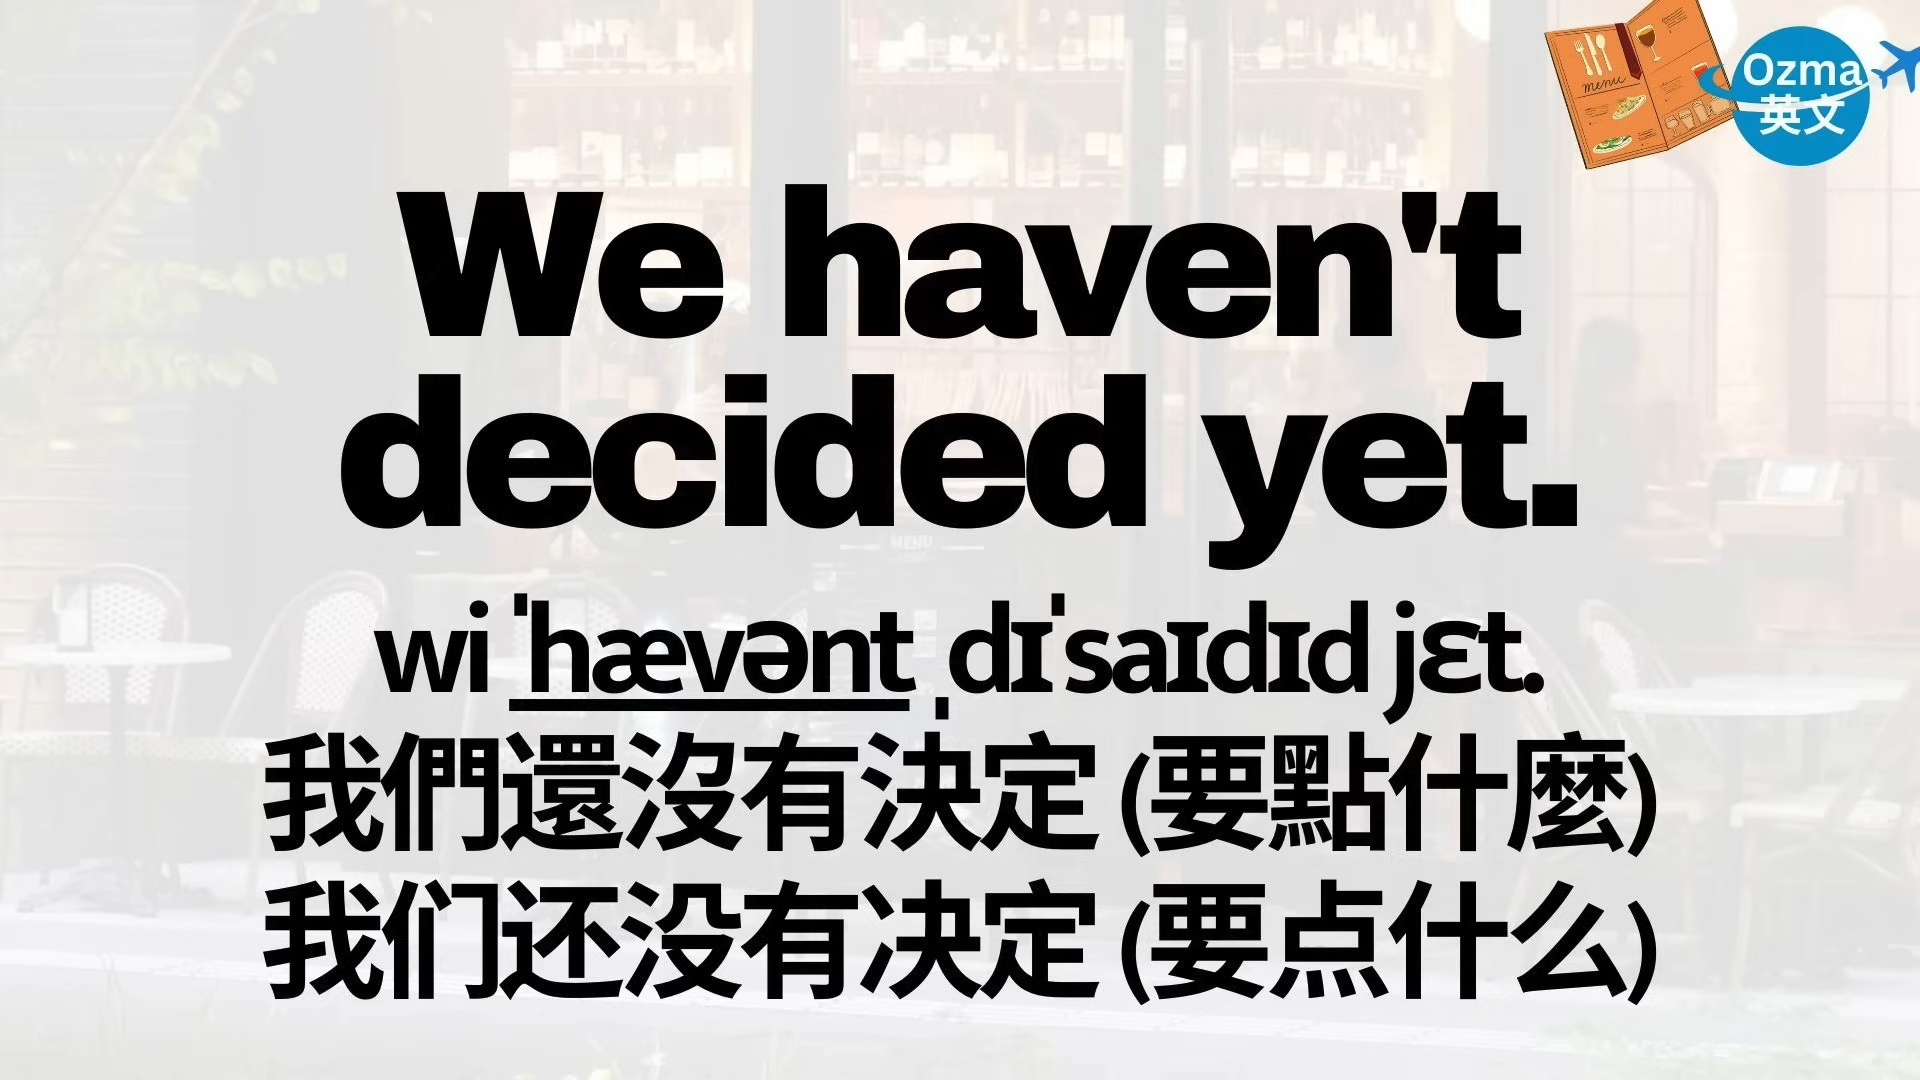 menu
Ozma
英文
We haven't
decided yet.
wi ˈhævənt ˌdɪˈsaɪdɪd jɛt.
我們還沒有決定 (要點什麼)
我们还没有决定 (要点什么)